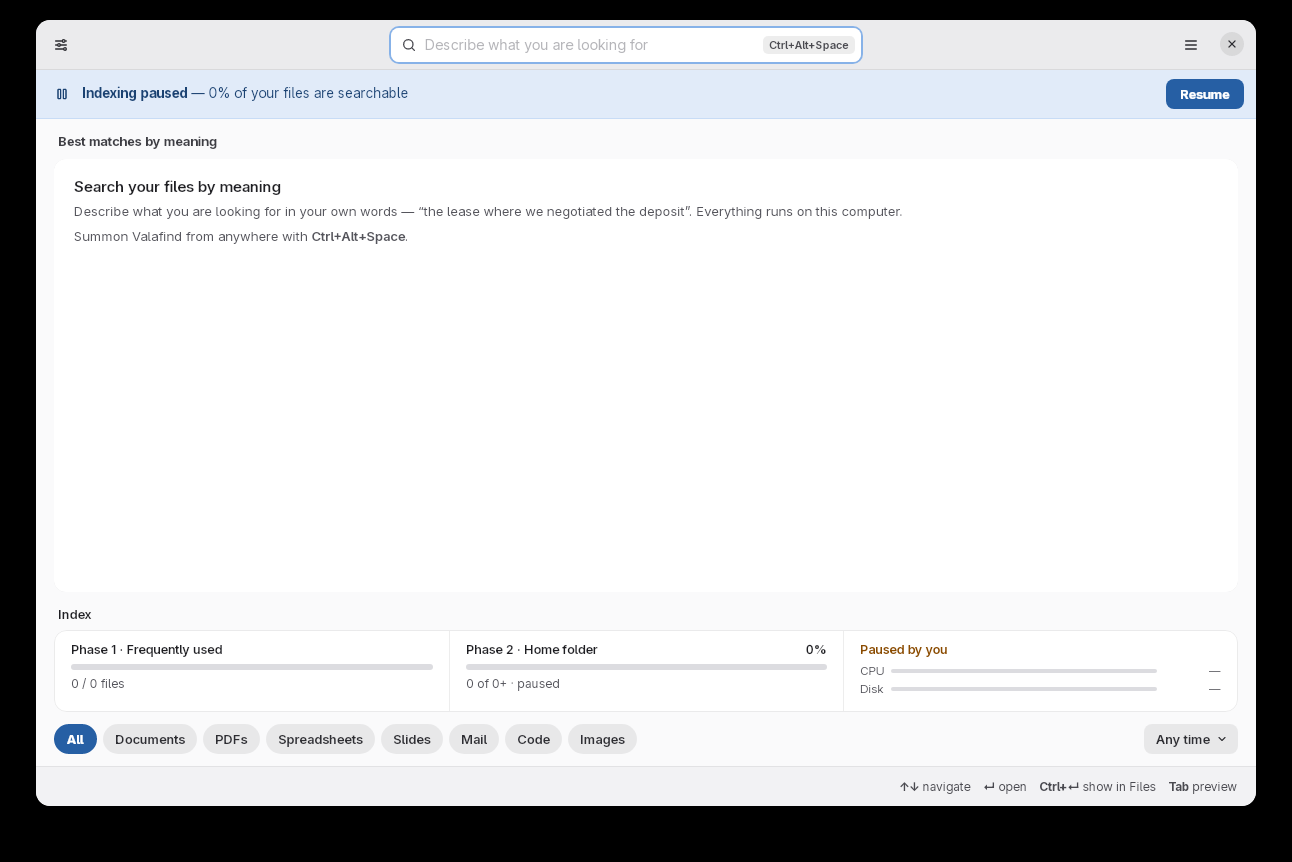 Describe what you are looking for
Ctrl+Alt+Space
Indexing paused — 0% of your files are searchable
Resume
Best matches by meaning
Search your files by meaning
Describe what you are looking for in your own words — “the lease where we negotiated the deposit”. Everything runs on this computer.
Summon Valafind from anywhere with Ctrl+Alt+Space.
Index
Phase 1 · Frequently used
0 / 0 files
Phase 2 · Home folder 0%
0 of 0+ · paused
Paused by you
CPU —
Disk —
All Documents PDFs Spreadsheets Slides Mail Code Images Any time
↑↓ navigate ↵ open Ctrl+↵ show in Files Tab preview